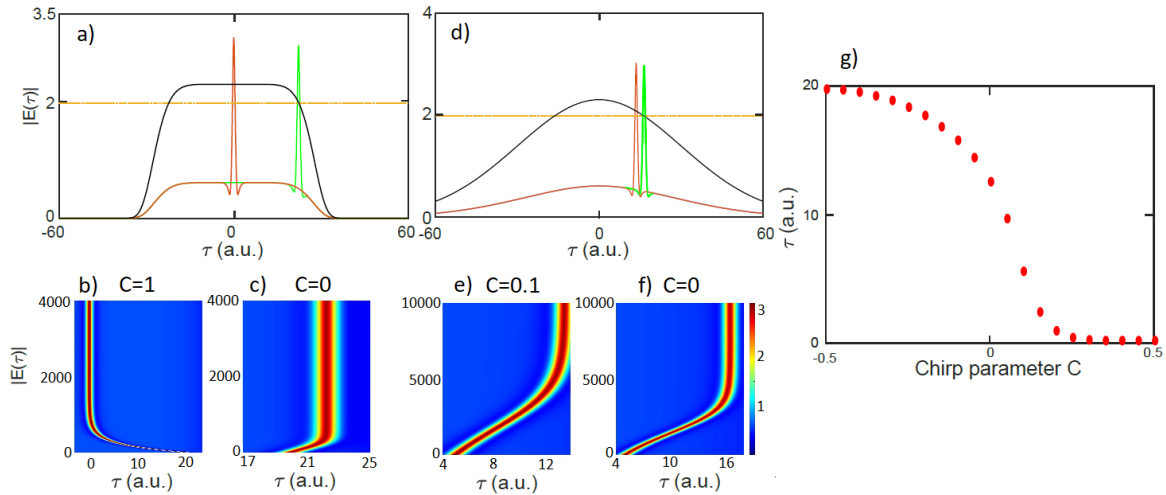 a)
3.5
2
0
|E(τ)|
-60
0
60
τ (a.u.)
d)
4
2
0
-60
0
60
τ (a.u.)
g)
20
10
0
τ (a.u.)
-0.5
0
0.5
Chirp parameter C
b) C=1
4000
2000
0
|E(τ)|
0
10
20
τ (a.u.)
c) C=0
4000
2000
0
17
21
25
τ (a.u.)
e) C=0.1
10000
5000
0
4
8
12
τ (a.u.)
f) C=0
10000
5000
0
4
10
16
τ (a.u.)
3
2
1